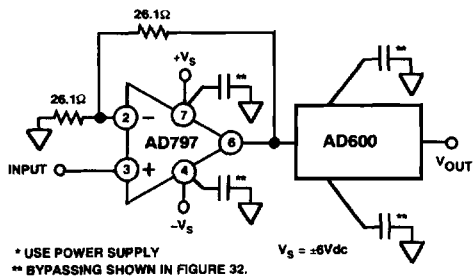 26.1Ω
26.1Ω
+VS
**
**
2
−
7
AD797
6
AD600
VOUT
INPUT
3
+
4
**
−VS
**
VS = ±6Vdc
* USE POWER SUPPLY
** BYPASSING SHOWN IN FIGURE 32.